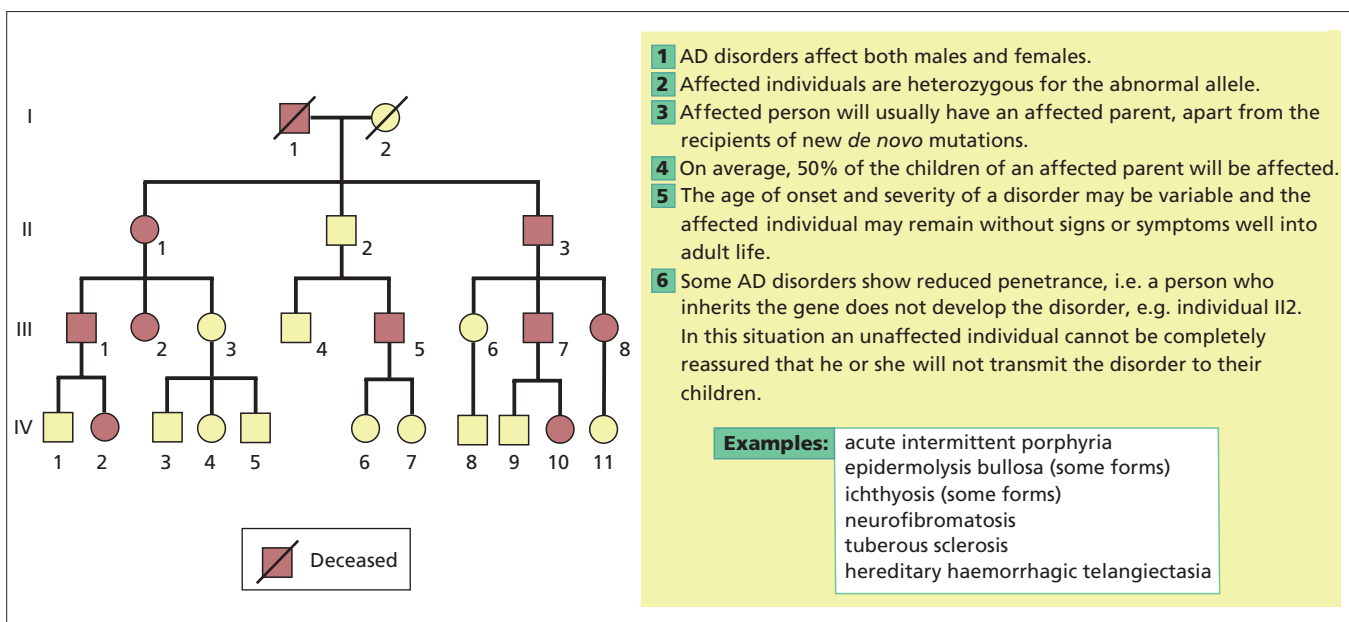 I
1
2
II
1
2
3
III
1
2
3
4
5
6
7
8
IV
1
2
3
4
5
6
7
8
9
10
11
Deceased
1 AD disorders affect both males and females.
2 Affected individuals are heterozygous for the abnormal allele.
3 Affected person will usually have an affected parent, apart from the
recipients of new de novo mutations.
4 On average, 50% of the children of an affected parent will be affected.
5 The age of onset and severity of a disorder may be variable and the
affected individual may remain without signs or symptoms well into
adult life.
6 Some AD disorders show reduced penetrance, i.e. a person who
inherits the gene does not develop the disorder, e.g. individual II2.
In this situation an unaffected individual cannot be completely
reassured that he or she will not transmit the disorder to their
children.
Examples: acute intermittent porphyria
epidermolysis bullosa (some forms)
ichthyosis (some forms)
neurofibromatosis
tuberous sclerosis
hereditary haemorrhagic telangiectasia